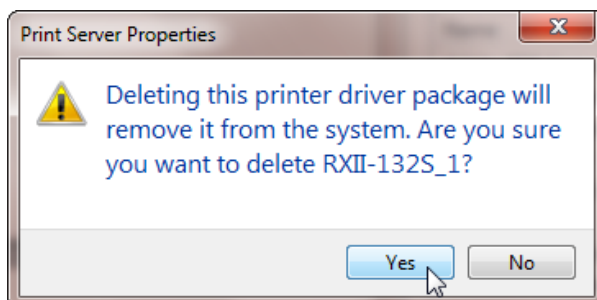 Print Server Properties
Deleting this printer driver package will
remove it from the system. Are you sure
you want to delete RXII-132S_1?
Yes
No